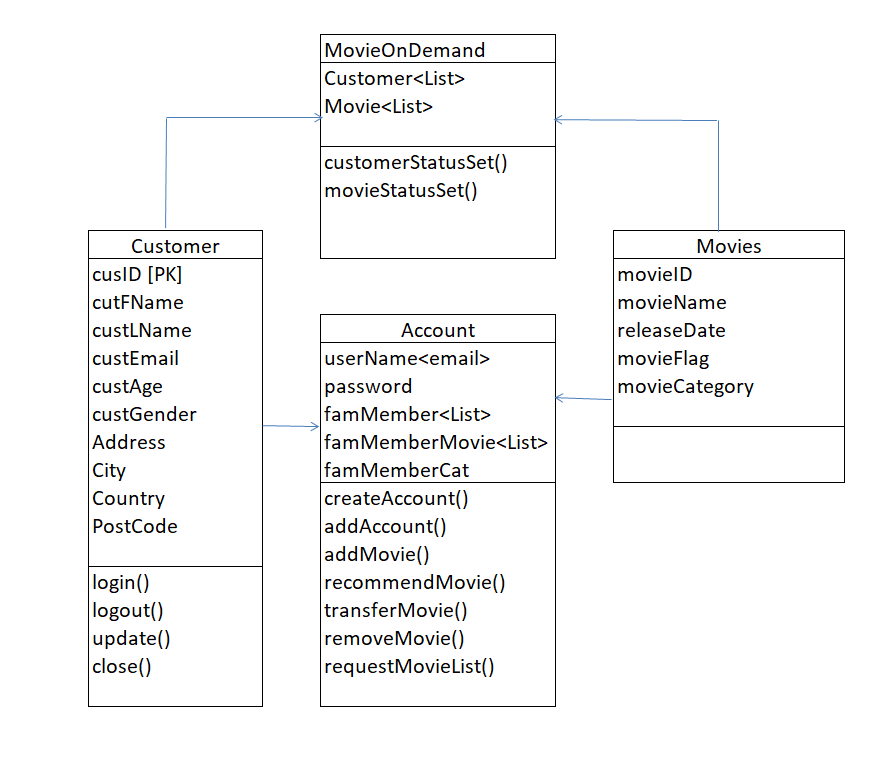 MovieOnDemand
Customer<List>
Movie<List>
customerStatusSet()
movieStatusSet()
Customer
cusID [PK]
cutFName
custLName
custEmail
custAge
custGender
Address
City
Country
PostCode
login()
logout()
update()
close()
Account
userName<email>
password
famMember<List>
famMemberMovie<List>
famMemberCat
createAccount()
addAccount()
addMovie()
recommendMovie()
transferMovie()
removeMovie()
requestMovieList()
Movies
movieID
movieName
releaseDate
movieFlag
movieCategory